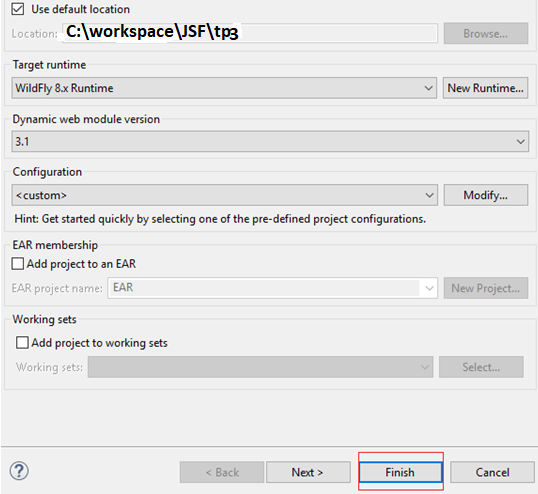 Use default location
Location: C:\workspace\JSF\tp3 Browse...
Target runtime
WildFly 8.x Runtime New Runtime...
Dynamic web module version
3.1
Configuration
<custom> Modify...
Hint: Get started quickly by selecting one of the pre-defined project configurations.
EAR membership
Add project to an EAR
EAR project name: EAR New Project...
Working sets
Add project to working sets
Working sets: Select...
? < Back Next > Finish Cancel